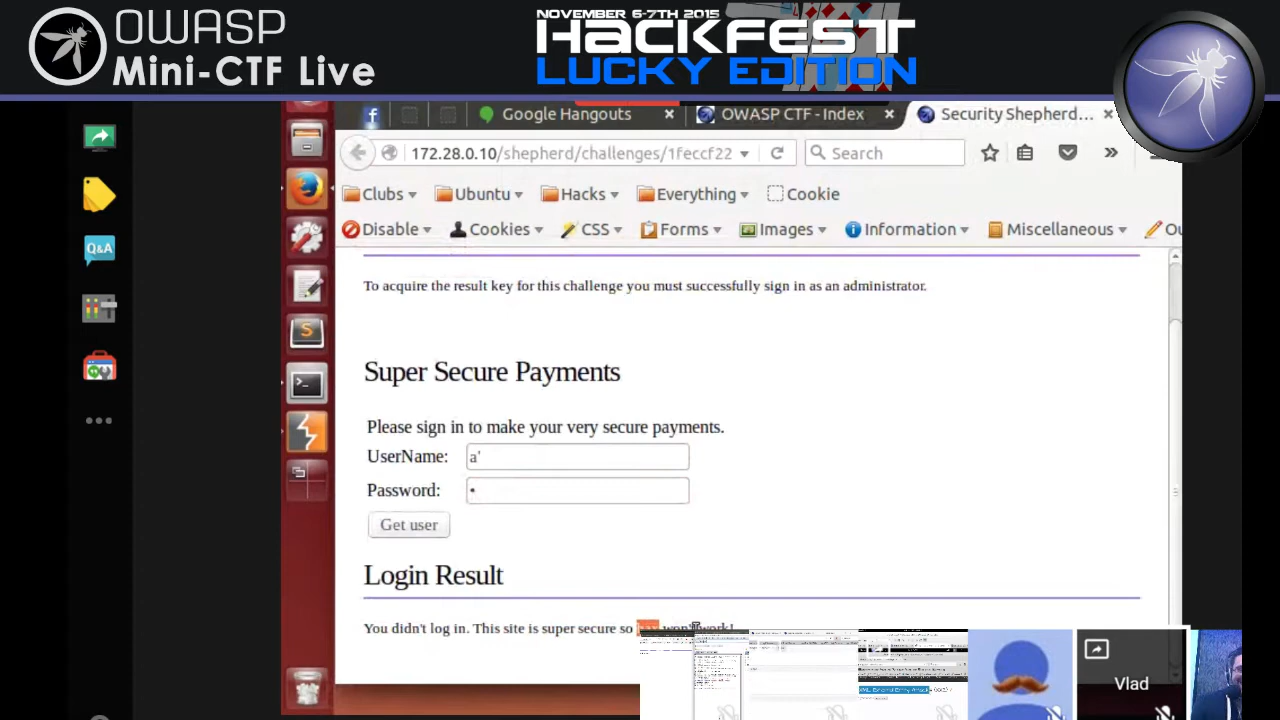 OWASP
Mini-CTF Live
NOVEMBER 6-7TH 2015
HACKFEST
LUCKY EDITION
Google Hangouts
OWASP CTF - Index
Security Shepherd...
172.28.0.10/shepherd/challenges/1feccf22
Search
Clubs
Ubuntu
Hacks
Everything
Cookie
Disable
Cookies
CSS
Forms
Images
Information
Miscellaneous
Ou
Q&A
To acquire the result key for this challenge you must successfully sign in as an administrator.
Super Secure Payments
Please sign in to make your very secure payments.
UserName:
a'
Password:
Get user
Login Result
You didn't log in. This site is super secure so hax won't work!
Vlad